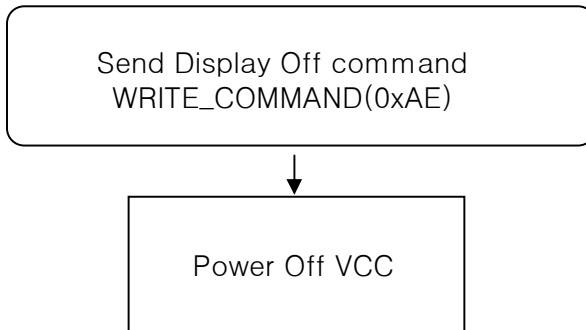 Send Display Off command
WRITE_COMMAND(0xAE)
Power Off VCC